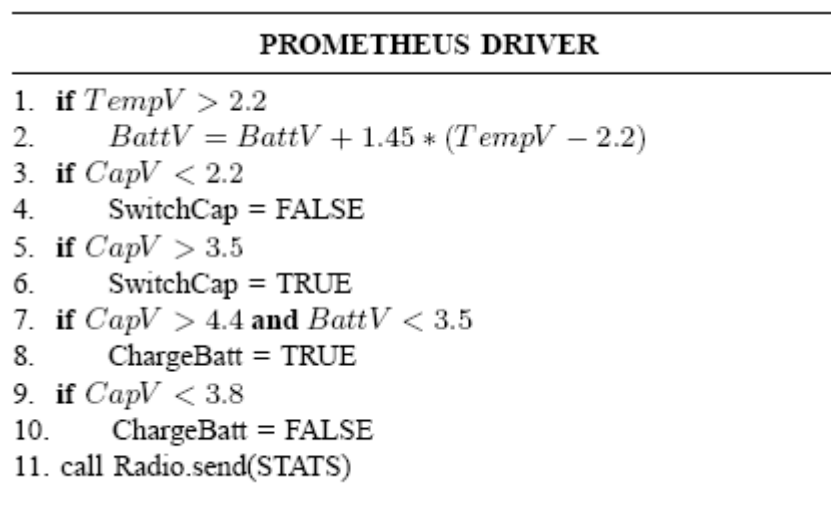 PROMETHEUS DRIVER
1. if TempV > 2.2
2. BattV = BattV + 1.45 * (TempV − 2.2)
3. if CapV < 2.2
4. SwitchCap = FALSE
5. if CapV > 3.5
6. SwitchCap = TRUE
7. if CapV > 4.4 and BattV < 3.5
8. ChargeBatt = TRUE
9. if CapV < 3.8
10. ChargeBatt = FALSE
11. call Radio.send(STATS)